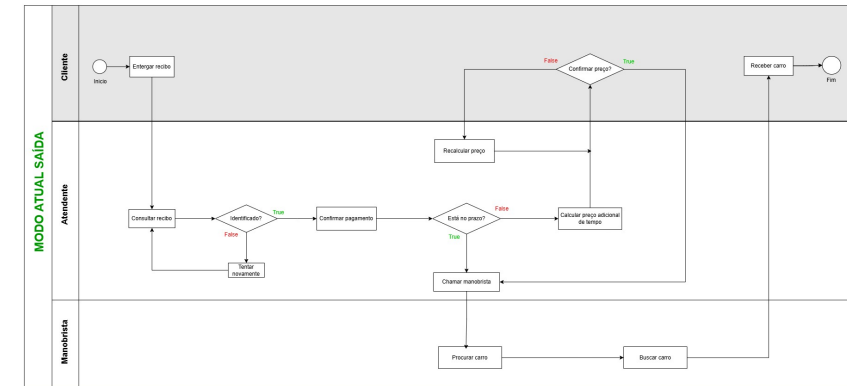 MODO ATUAL SAÍDA
Cliente
Início
Entergar recibo
False
Confirmar preço?
True
Receber carro
Fim
Atendente
Recalcular preço
Consultar recibo
Identificado?
True
False
Tentar
novamente
Confirmar pagamento
Está no prazo?
False
True
Calcular preço adicional
de tempo
Chamar manobrista
Manobrista
Procurar carro
Buscar carro